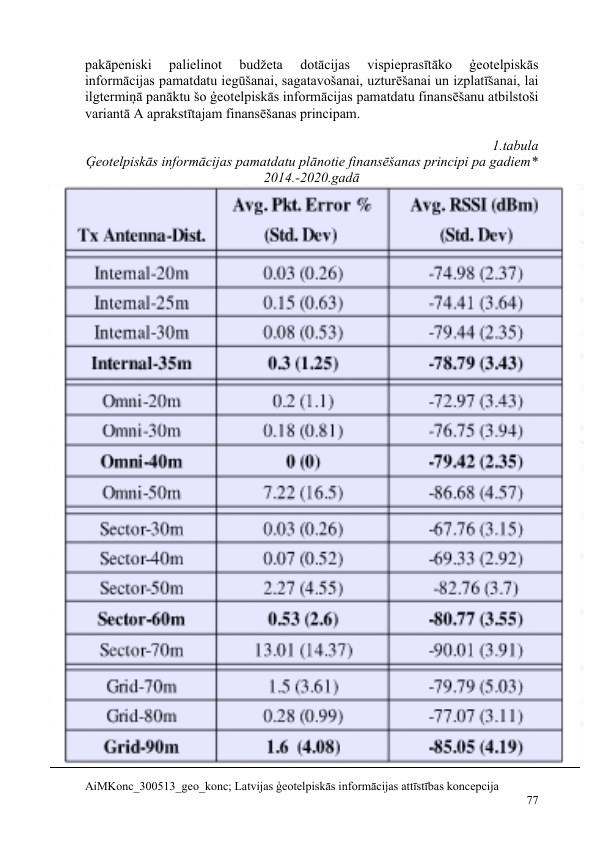 pakāpeniski palielinot budžeta dotācijas vispieprasītāko ģeotelpiskās
informācijas pamatdatu iegūšanai, sagatavošanai, uzturēšanai un izplatīšanai, lai
ilgtermiņā panāktu šo ģeotelpiskās informācijas pamatdatu finansēšanu atbilstoši
variantā A aprakstītajam finansēšanas principam.
1.tabula
Ģeotelpiskās informācijas pamatdatu plānotie finansēšanas principi pa gadiem*
2014.-2020.gadā
Tx Antenna-Dist. Avg. Pkt. Error % (Std. Dev) Avg. RSSI (dBm) (Std. Dev)
Internal-20m 0.03 (0.26) -74.98 (2.37)
Internal-25m 0.15 (0.63) -74.41 (3.64)
Internal-30m 0.08 (0.53) -79.44 (2.35)
Internal-35m 0.3 (1.25) -78.79 (3.43)
Omni-20m 0.2 (1.1) -72.97 (3.43)
Omni-30m 0.18 (0.81) -76.75 (3.94)
Omni-40m 0 (0) -79.42 (2.35)
Omni-50m 7.22 (16.5) -86.68 (4.57)
Sector-30m 0.03 (0.26) -67.76 (3.15)
Sector-40m 0.07 (0.52) -69.33 (2.92)
Sector-50m 2.27 (4.55) -82.76 (3.7)
Sector-60m 0.53 (2.6) -80.77 (3.55)
Sector-70m 13.01 (14.37) -90.01 (3.91)
Grid-70m 1.5 (3.61) -79.79 (5.03)
Grid-80m 0.28 (0.99) -77.07 (3.11)
Grid-90m 1.6 (4.08) -85.05 (4.19)
AiMKonc_300513_geo_konc; Latvijas ģeotelpiskās informācijas attīstības koncepcija
77